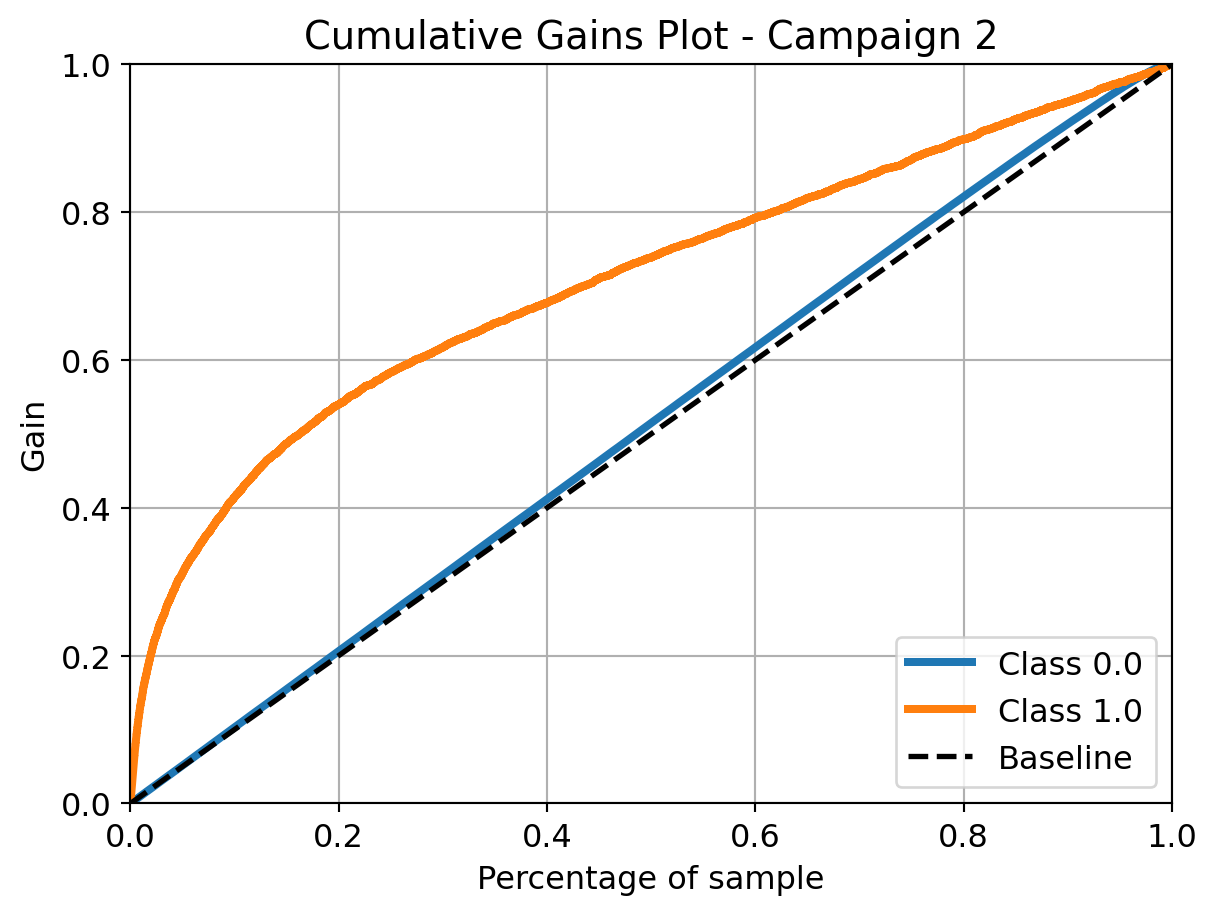 Cumulative Gains Plot - Campaign 2
1.0
0.8
0.6
0.4
0.2
0.0
Gain
0.0 0.2 0.4 0.6 0.8 1.0
Percentage of sample
Class 0.0
Class 1.0
Baseline